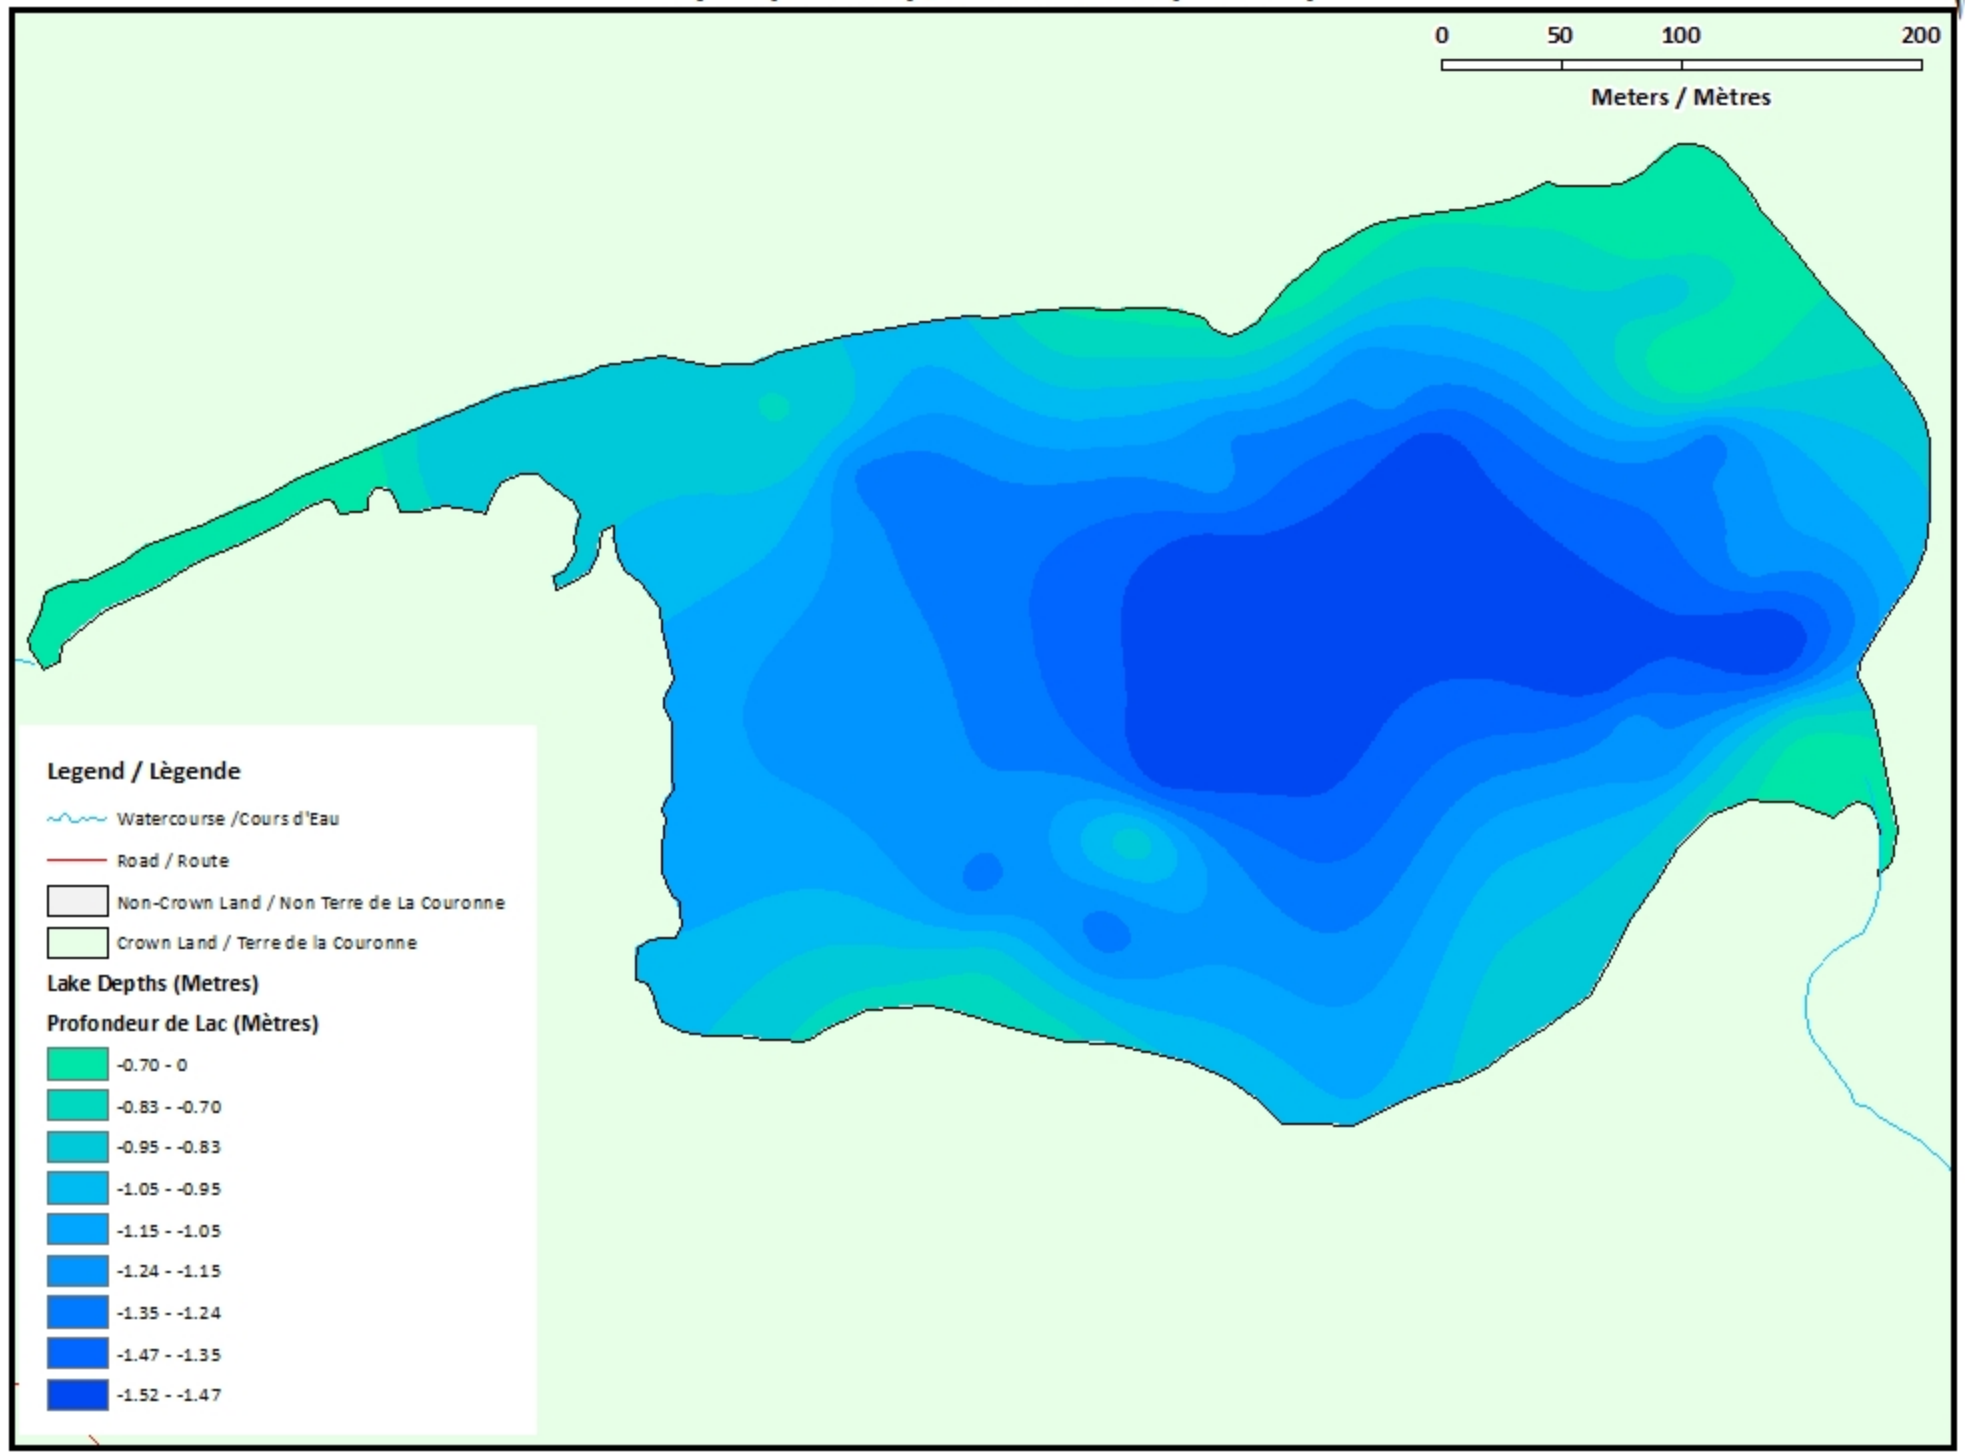 0 50 100 200
Meters / Mètres
Legend / Lègende
Watercourse /Cours d'Eau
Road / Route
Non-Crown Land / Non Terre de La Couronne
Crown Land / Terre de la Couronne
Lake Depths (Metres)
Profondeur de Lac (Mètres)
-0.70 - 0
-0.83 - -0.70
-0.95 - -0.83
-1.05 - -0.95
-1.15 - -1.05
-1.24 - -1.15
-1.35 - -1.24
-1.47 - -1.35
-1.52 - -1.47